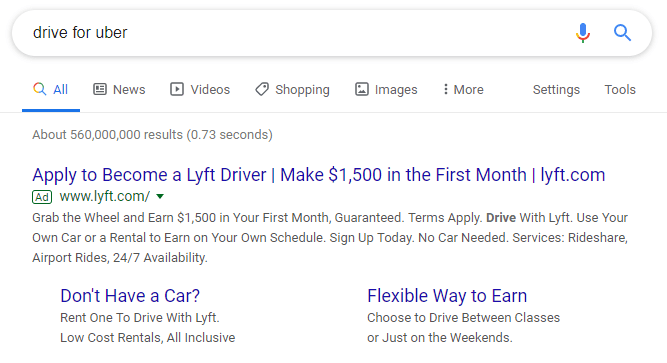 drive for uber
All News Videos Shopping Images More Settings Tools
About 560,000,000 results (0.73 seconds)
Apply to Become a Lyft Driver | Make $1,500 in the First Month | lyft.com
Ad www.lyft.com/
Grab the Wheel and Earn $1,500 in Your First Month, Guaranteed. Terms Apply. Drive With Lyft. Use Your
Own Car or a Rental to Earn on Your Own Schedule. Sign Up Today. No Car Needed. Services: Rideshare,
Airport Rides, 24/7 Availability.
Don't Have a Car?
Rent One To Drive With Lyft.
Low Cost Rentals, All Inclusive
Flexible Way to Earn
Choose to Drive Between Classes
or Just on the Weekends.